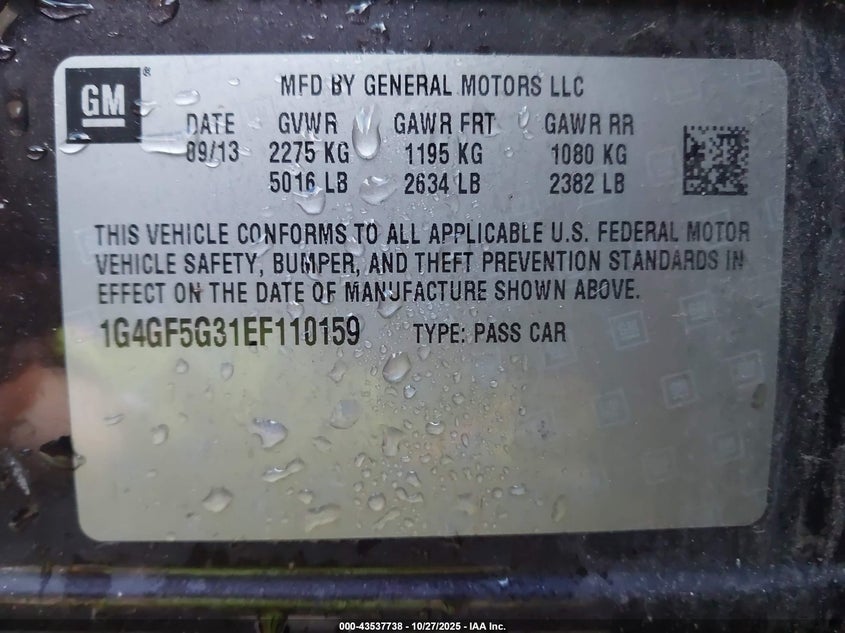 GM ®
MFD BY GENERAL MOTORS LLC
DATE GVWR GAWR FRT GAWR RR
09/13 2275 KG 1195 KG 1080 KG
5016 LB 2634 LB 2382 LB
THIS VEHICLE CONFORMS TO ALL APPLICABLE U.S. FEDERAL MOTOR
VEHICLE SAFETY, BUMPER, AND THEFT PREVENTION STANDARDS IN
EFFECT ON THE DATE OF MANUFACTURE SHOWN ABOVE.
1G4GF5G31EF110159 TYPE: PASS CAR
000-43537738 - 10/27/2025 - IAA Inc.